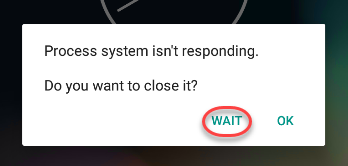 Process system isn't responding.
Do you want to close it?
WAIT OK